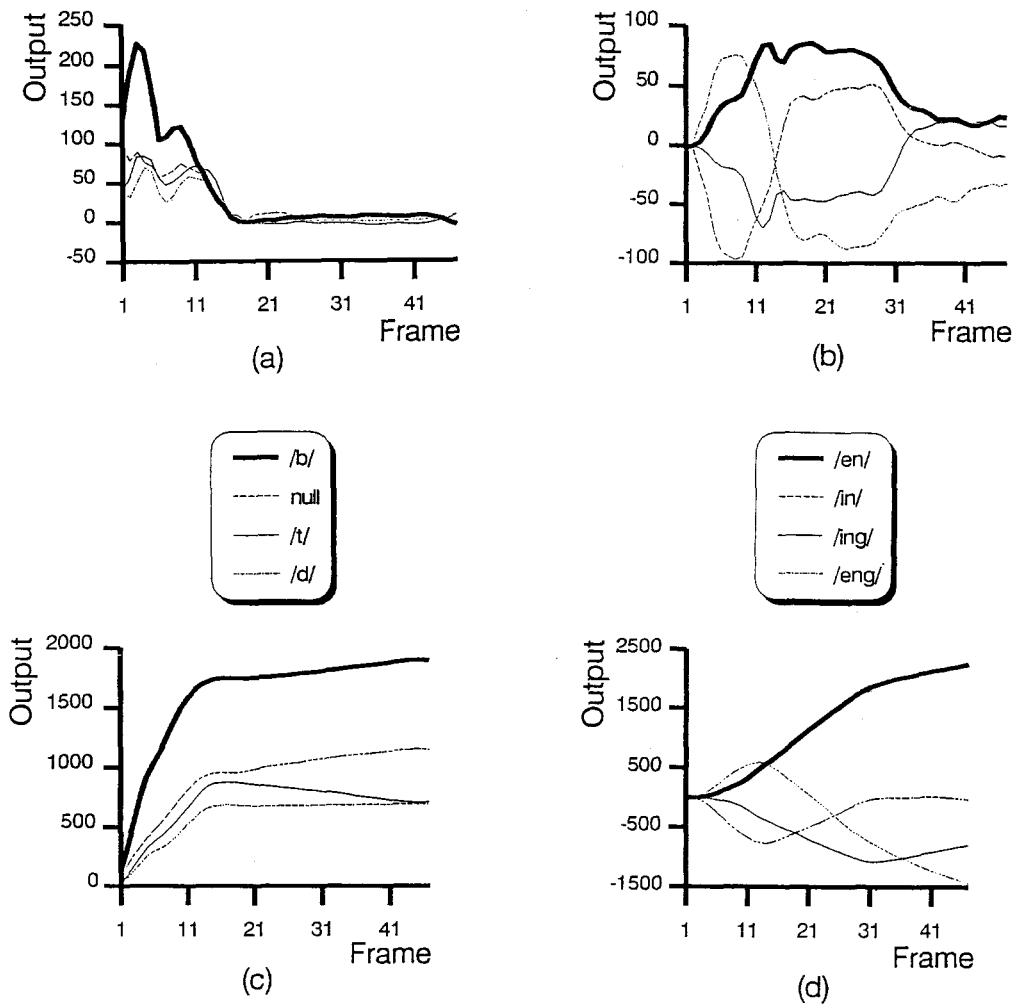 Output
250
200
150
100
50
0
-50
1 11 21 31 41
Frame
(a)
Output
100
50
0
-50
-100
1 11 21 31 41
Frame
(b)
/b/
null
/t/
/d/
/en/
/in/
/ing/
/eng/
Output
2000
1500
1000
500
0
1 11 21 31 41
Frame
(c)
Output
2500
1500
500
-500
-1500
1 11 21 31 41
Frame
(d)